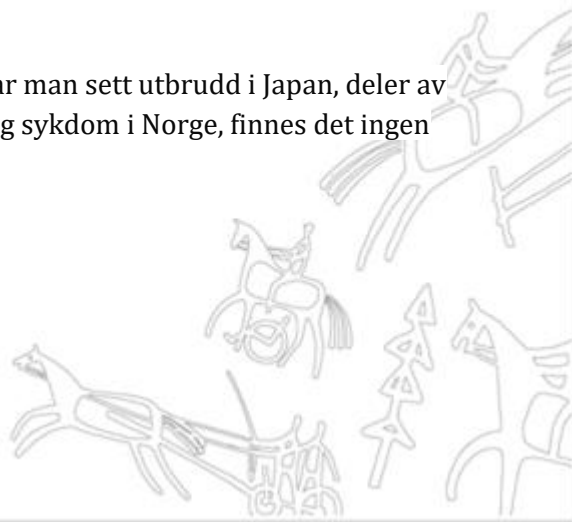 ar man sett utbrudd i Japan, deler av
g sykdom i Norge, finnes det ingen